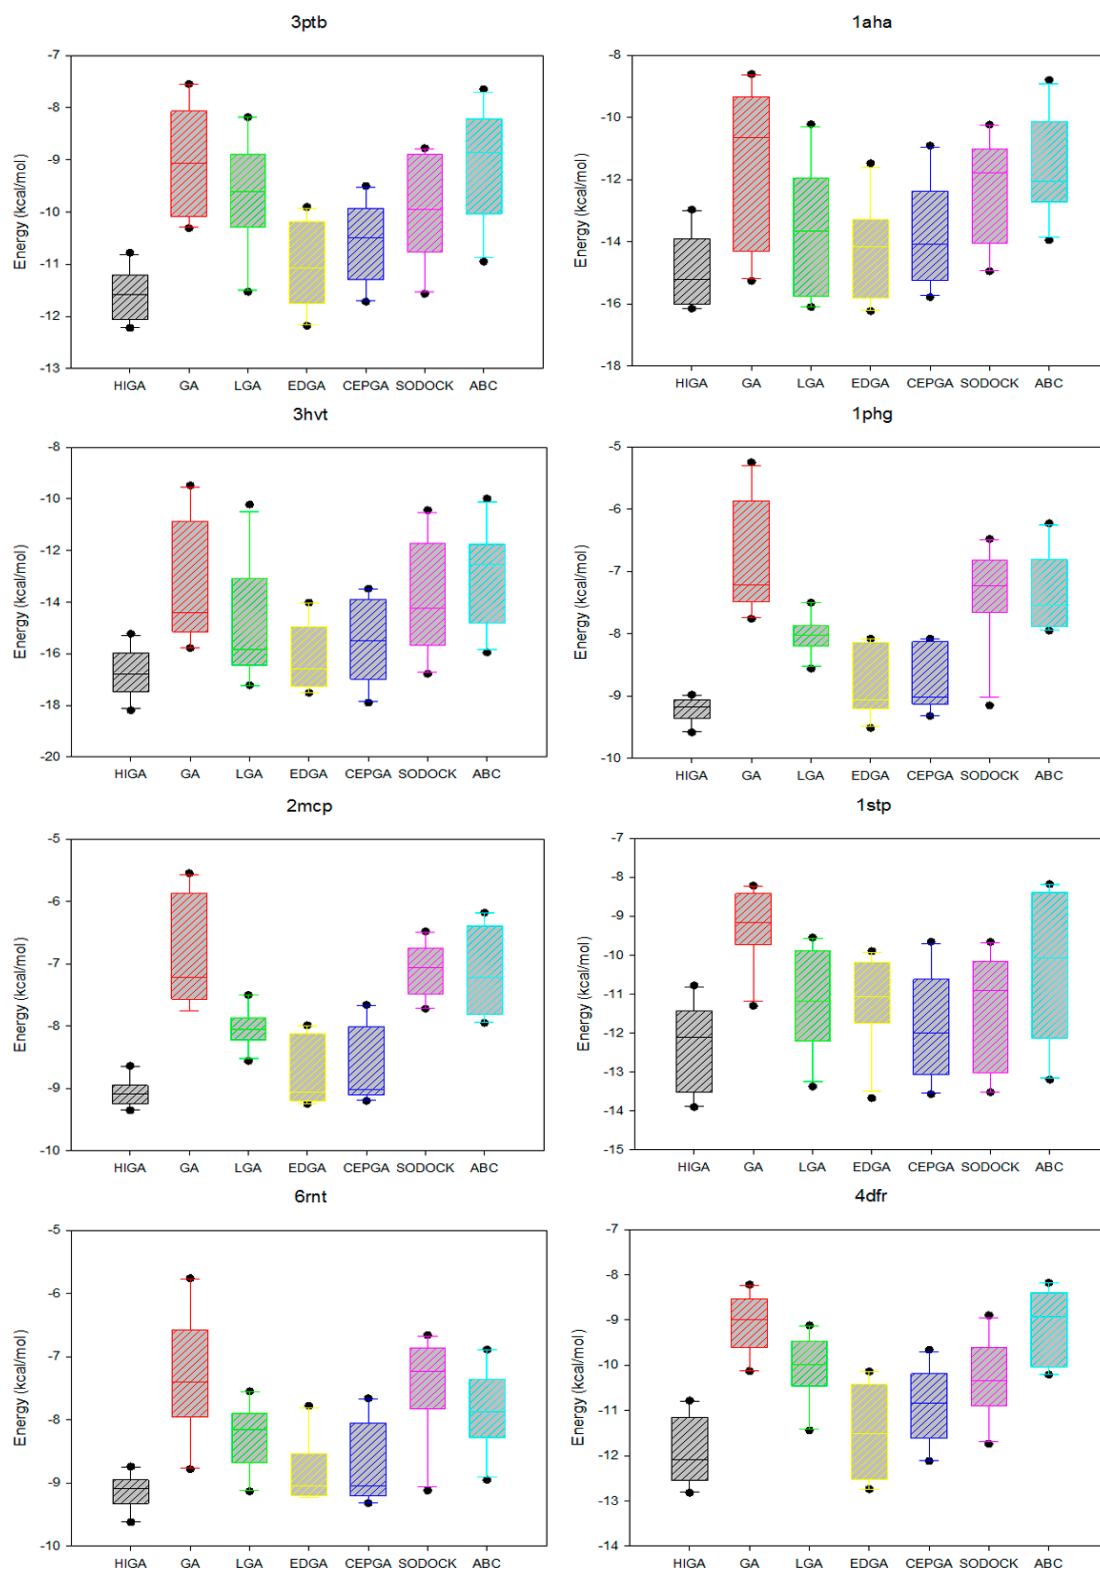 3ptb
Energy (kcal/mol)
-7
-8
-9
-10
-11
-12
-13
HIGA GA LGA EDGA CEPGA SODOCK ABC
1aha
Energy (kcal/mol)
-8
-10
-12
-14
-16
-18
HIGA GA LGA EDGA CEPGA SODOCK ABC
3hvt
Energy (kcal/mol)
-8
-10
-12
-14
-16
-18
-20
HIGA GA LGA EDGA CEPGA SODOCK ABC
1phg
Energy (kcal/mol)
-5
-6
-7
-8
-9
-10
HIGA GA LGA EDGA CEPGA SODOCK ABC
2mcp
Energy (kcal/mol)
-5
-6
-7
-8
-9
-10
HIGA GA LGA EDGA CEPGA SODOCK ABC
1stp
Energy (kcal/mol)
-7
-8
-9
-10
-11
-12
-13
-14
-15
HIGA GA LGA EDGA CEPGA SODOCK ABC
6rnt
Energy (kcal/mol)
-5
-6
-7
-8
-9
-10
HIGA GA LGA EDGA CEPGA SODOCK ABC
4dfr
Energy (kcal/mol)
-7
-8
-9
-10
-11
-12
-13
-14
HIGA GA LGA EDGA CEPGA SODOCK ABC